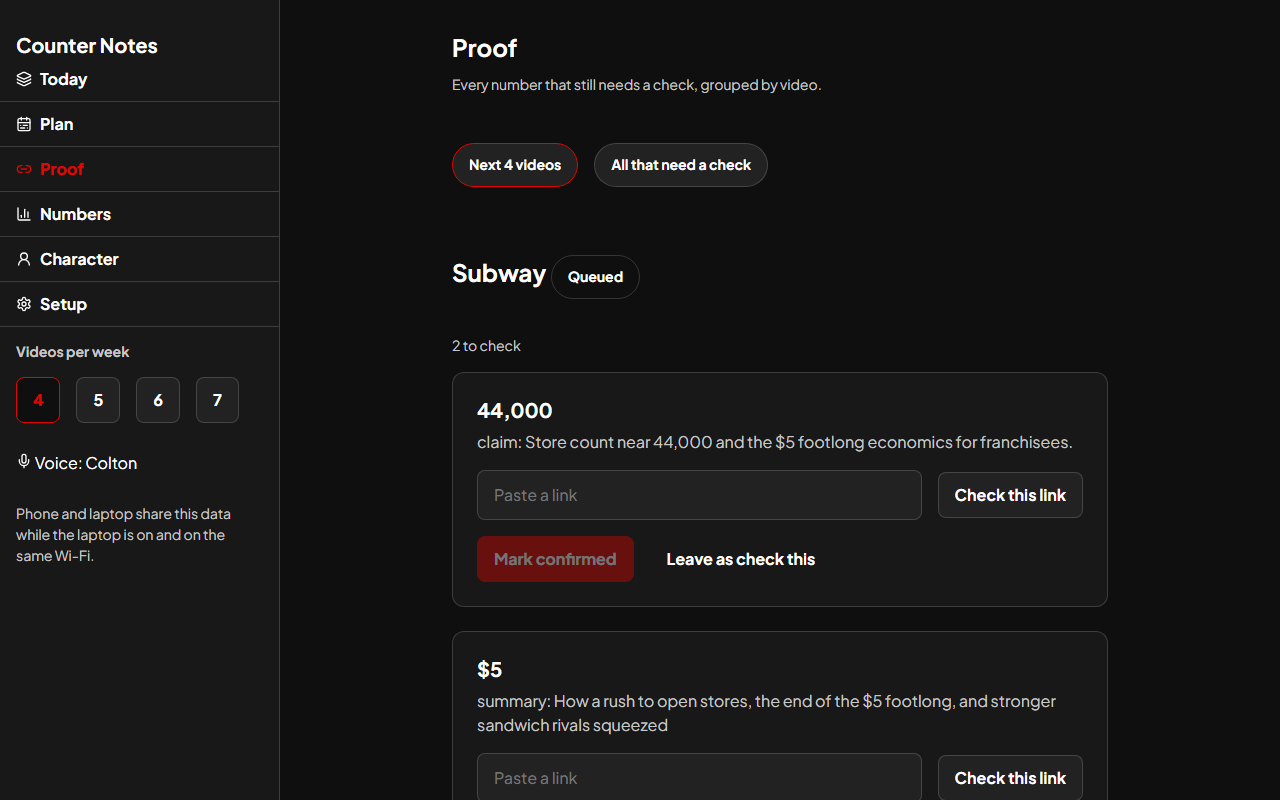 Counter Notes
Today
Plan
Proof
Numbers
Character
Setup
Videos per week
4 5 6 7
Voice: Colton
Phone and laptop share this data
while the laptop is on and on the
same Wi-Fi.
Proof
Every number that still needs a check, grouped by video.
Next 4 videos
All that need a check
Subway Queued
2 to check
44,000
claim: Store count near 44,000 and the $5 footlong economics for franchisees.
Paste a link
Check this link
Mark confirmed
Leave as check this
$5
summary: How a rush to open stores, the end of the $5 footlong, and stronger
sandwich rivals squeezed
Paste a link
Check this link